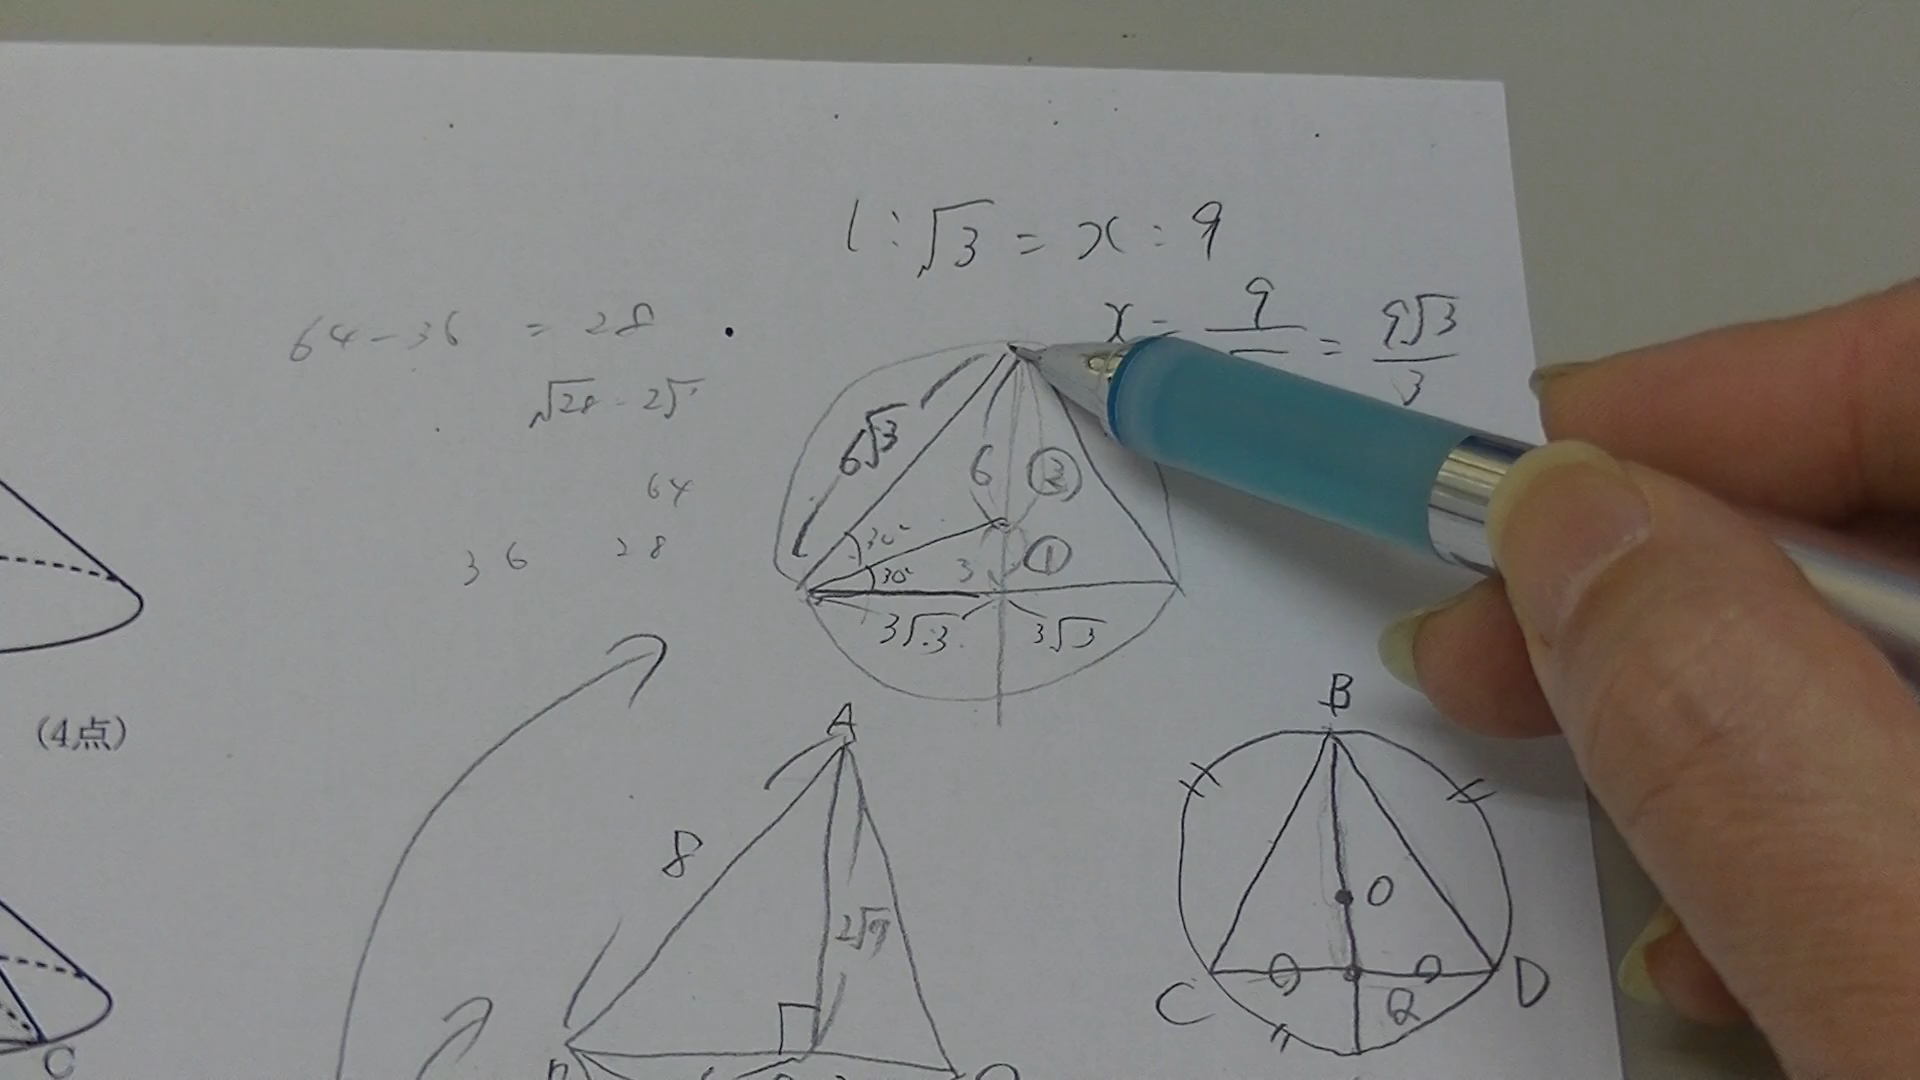 1:√3 = x:9
64-36 = 28
9
= 9√3
3
√28
64
36 28
6√3
6
②
30°
30°
3
①
3√3
3√3
(4点)
A
8
2√7
B
O
C
Q
D
C